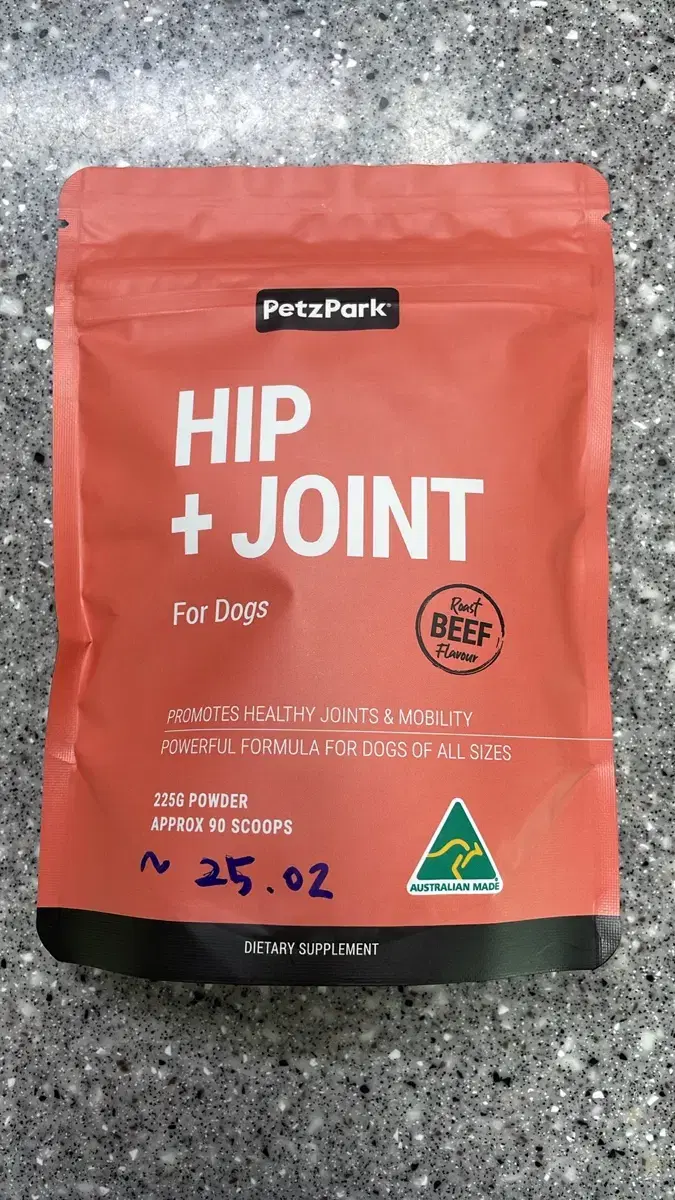 PetzPark®
HIP
+ JOINT
For Dogs
Roast
BEEF
Flavour
PROMOTES HEALTHY JOINTS & MOBILITY
POWERFUL FORMULA FOR DOGS OF ALL SIZES
225G POWDER
APPROX 90 SCOOPS
~ 25.02
AUSTRALIAN MADE
DIETARY SUPPLEMENT